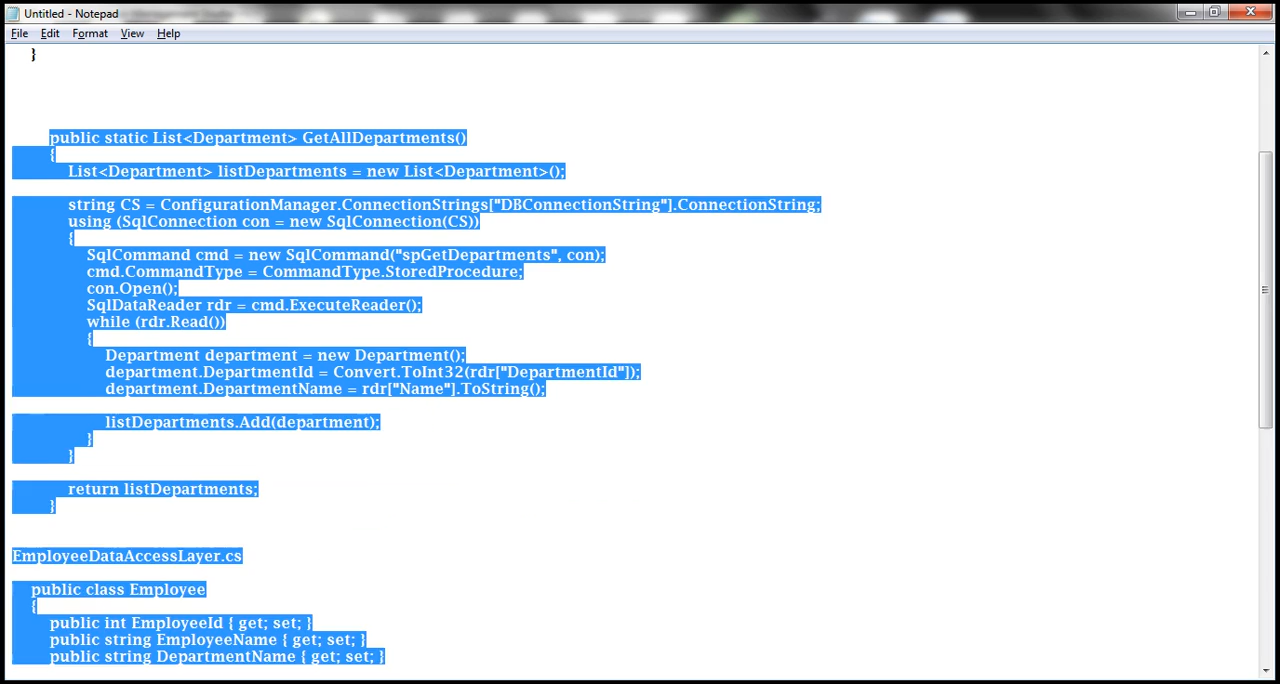 Untitled - Notepad
File Edit Format View Help
}
public static List<Department> GetAllDepartments()
{
List<Department> listDepartments = new List<Department>();
string CS = ConfigurationManager.ConnectionStrings["DBConnectionString"].ConnectionString;
using (SqlConnection con = new SqlConnection(CS))
{
SqlCommand cmd = new SqlCommand("spGetDepartments", con);
cmd.CommandType = CommandType.StoredProcedure;
con.Open();
SqlDataReader rdr = cmd.ExecuteReader();
while (rdr.Read())
{
Department department = new Department();
department.DepartmentId = Convert.ToInt32(rdr["DepartmentId"]);
department.DepartmentName = rdr["Name"].ToString();
listDepartments.Add(department);
}
}
return listDepartments;
}
EmployeeDataAccessLayer.cs
public class Employee
{
public int EmployeeId { get; set; }
public string EmployeeName { get; set; }
public string DepartmentName { get; set; }